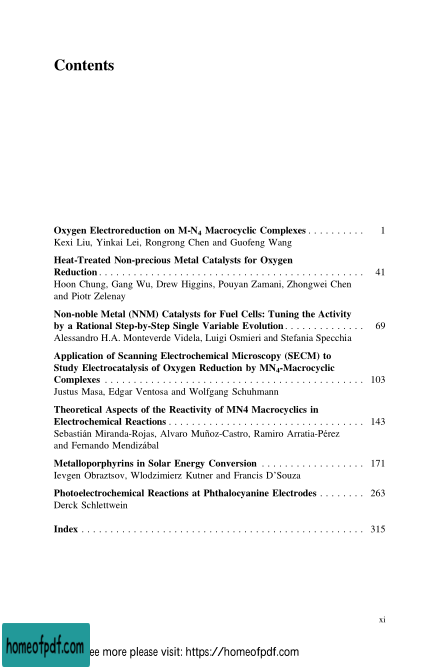 Contents
Oxygen Electroreduction on M-N4 Macrocyclic Complexes . . . . . . . . . . 1
Kexi Liu, Yinkai Lei, Rongrong Chen and Guofeng Wang
Heat-Treated Non-precious Metal Catalysts for Oxygen
Reduction . . . . . . . . . . . . . . . . . . . . . . . . . . . . . . . . . . . . . . . . . . . . . . 41
Hoon Chung, Gang Wu, Drew Higgins, Pouyan Zamani, Zhongwei Chen
and Piotr Zelenay
Non-noble Metal (NNM) Catalysts for Fuel Cells: Tuning the Activity
by a Rational Step-by-Step Single Variable Evolution . . . . . . . . . . . . . . 69
Alessandro H.A. Monteverde Videla, Luigi Osmieri and Stefania Specchia
Application of Scanning Electrochemical Microscopy (SECM) to
Study Electrocatalysis of Oxygen Reduction by MN4-Macrocyclic
Complexes . . . . . . . . . . . . . . . . . . . . . . . . . . . . . . . . . . . . . . . . . . . . . 103
Justus Masa, Edgar Ventosa and Wolfgang Schuhmann
Theoretical Aspects of the Reactivity of MN4 Macrocyclics in
Electrochemical Reactions . . . . . . . . . . . . . . . . . . . . . . . . . . . . . . . . . . 143
Sebastián Miranda-Rojas, Alvaro Muñoz-Castro, Ramiro Arratia-Pérez
and Fernando Mendizábal
Metalloporphyrins in Solar Energy Conversion . . . . . . . . . . . . . . . . . . 171
Ievgen Obraztsov, Wlodzimierz Kutner and Francis D'Souza
Photoelectrochemical Reactions at Phthalocyanine Electrodes . . . . . . . . 263
Derck Schlettwein
Index . . . . . . . . . . . . . . . . . . . . . . . . . . . . . . . . . . . . . . . . . . . . . . . . . 315
xi
homeofpdf.com ee more please visit: https://homeofpdf.com